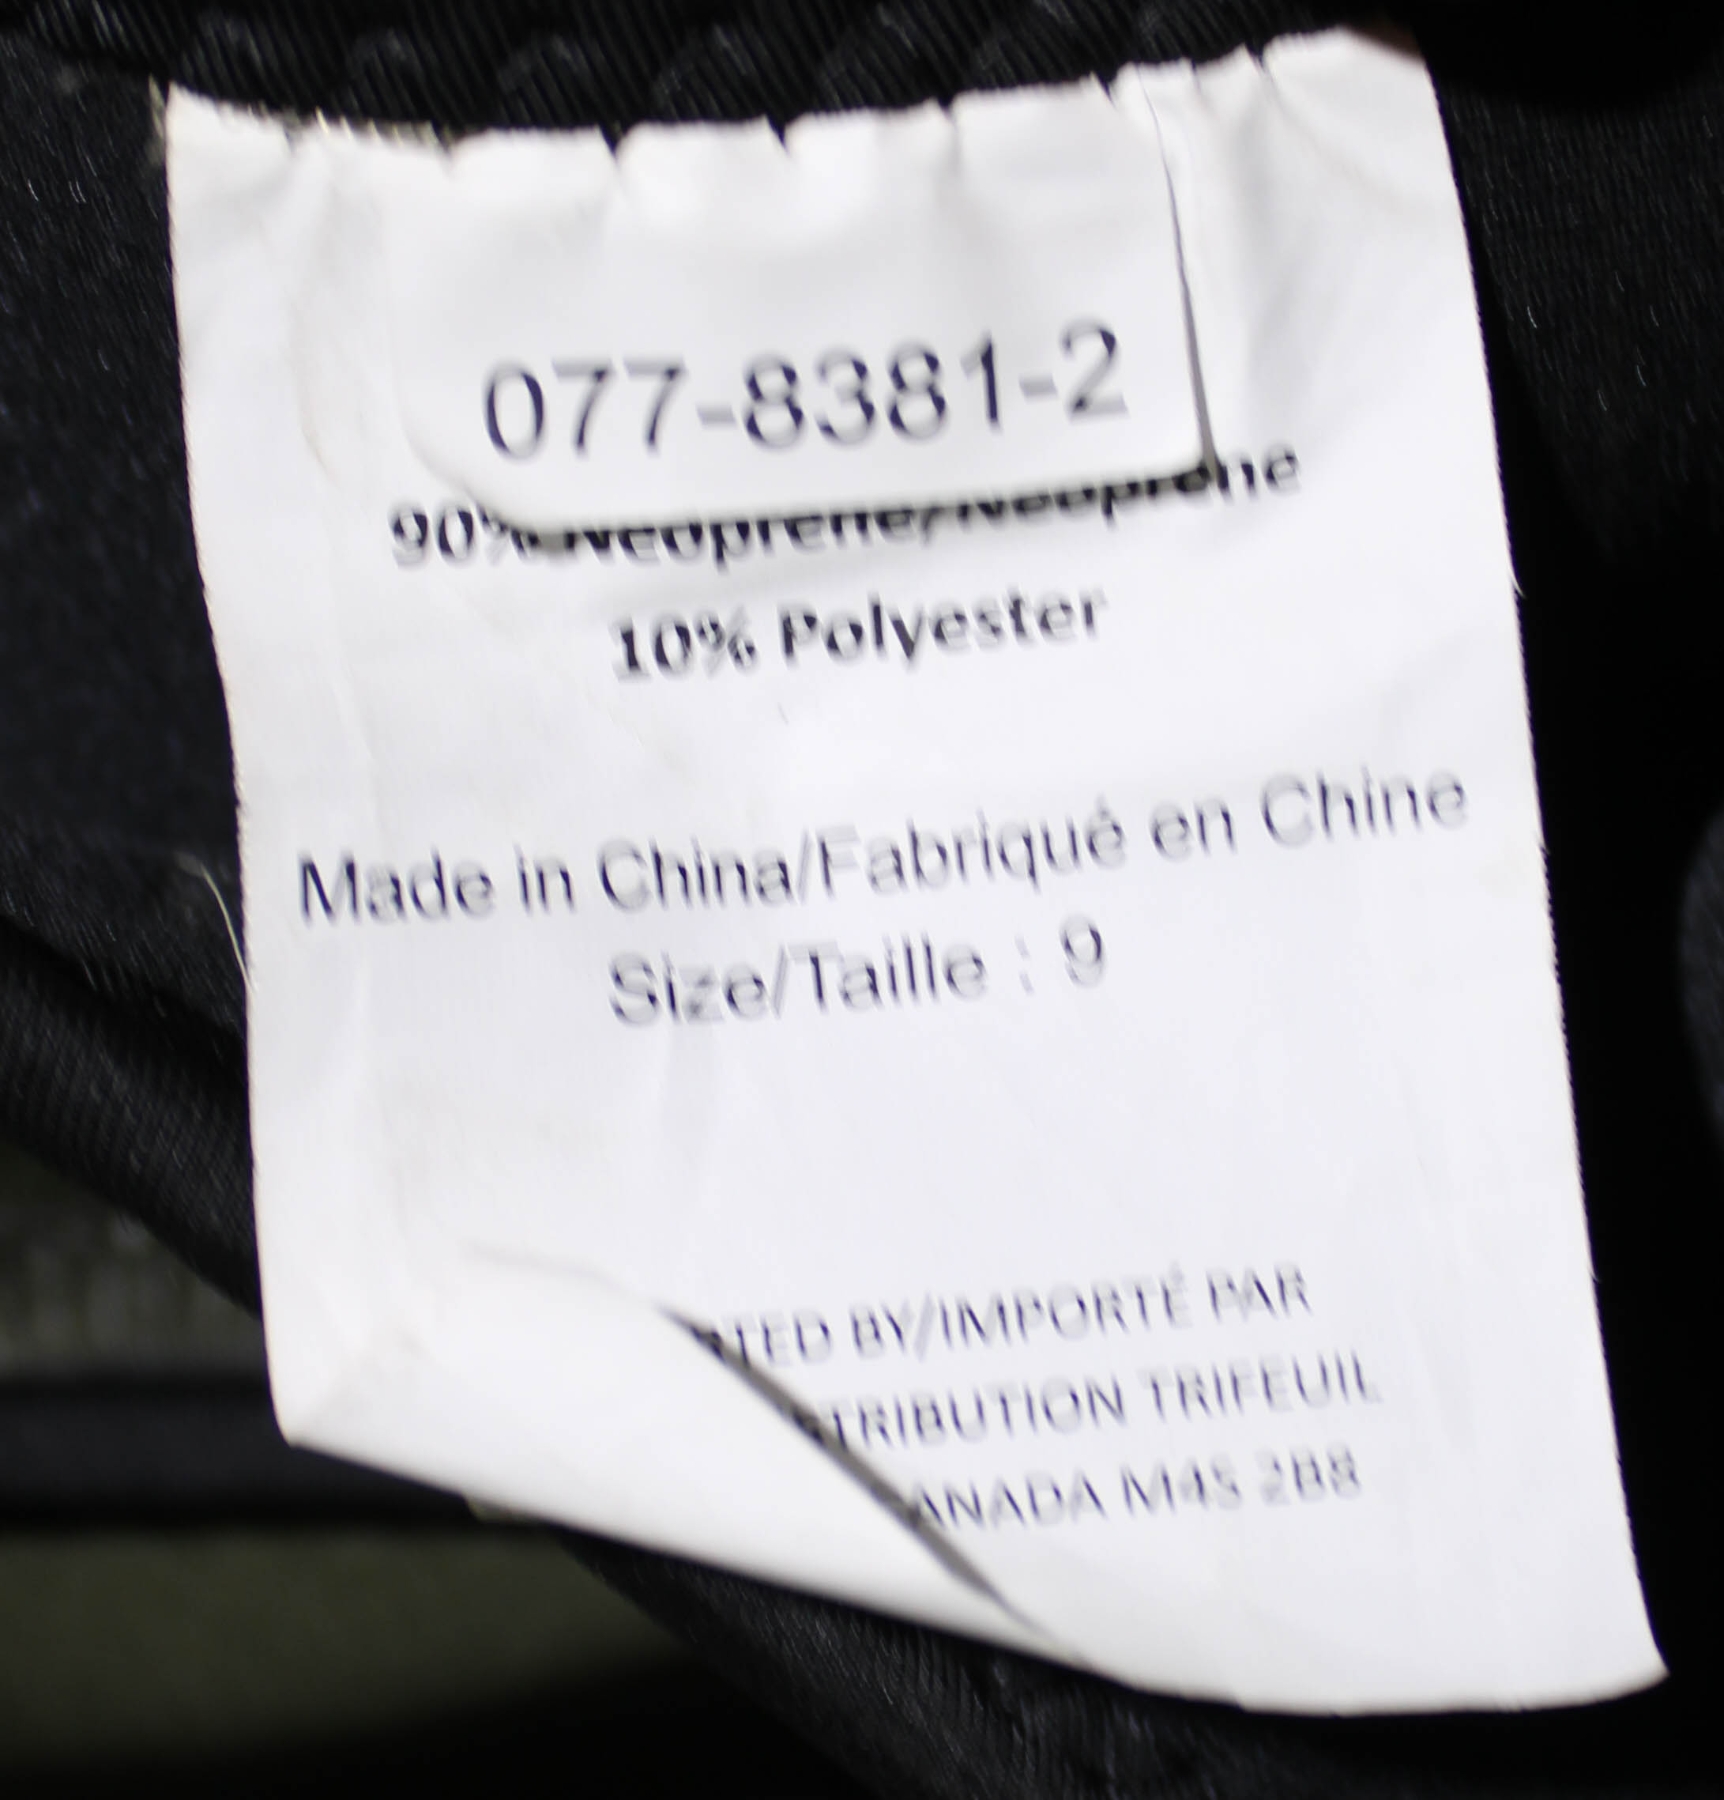 077-8381-2
90% Neoprene/Neoprene
10% Polyester
Made in China/Fabriqué en Chine
Size/Taille : 9
TED BY/IMPORTÉ PAR
TRIBUTION TRIFEUIL
ANADA M4S 2B8